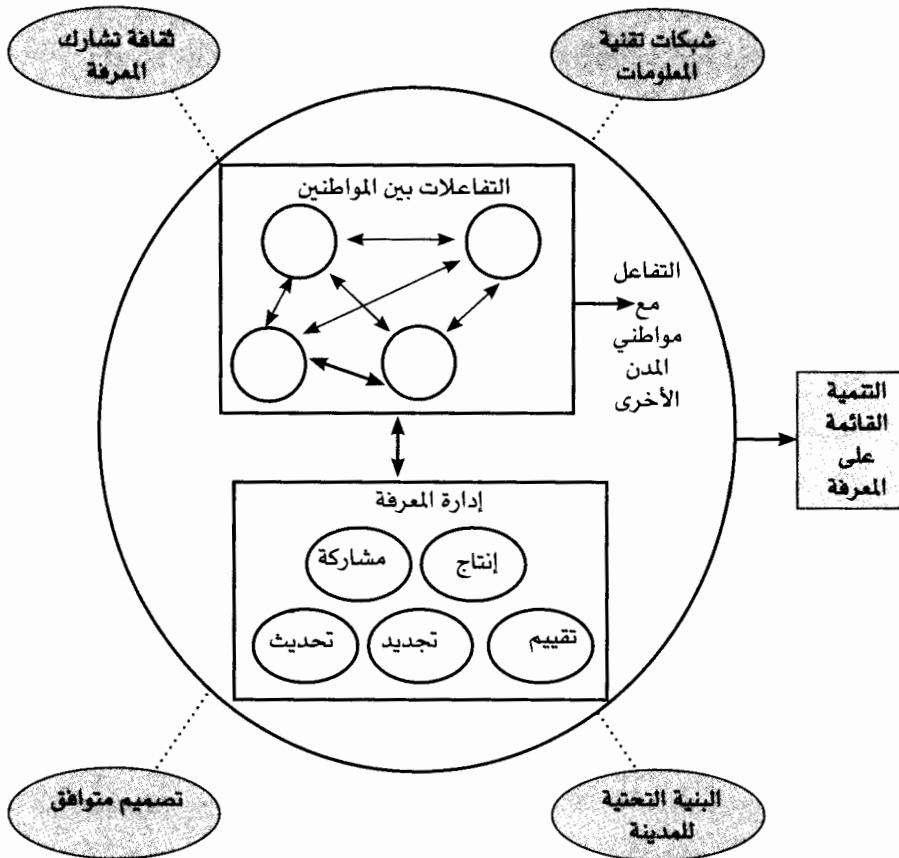 شبكات تقنية
المعلومات
ثقافة تشارك
المعرفة
التفاعلات بين المواطنين
التفاعل
مع
مواطني
المدن
الأخرى
التنمية
القائمة
على
المعرفة
إدارة المعرفة
إنتاج
مشاركة
تقييم
تجديد
تحديث
البنية التحتية
للمدينة
تصميم متوافق